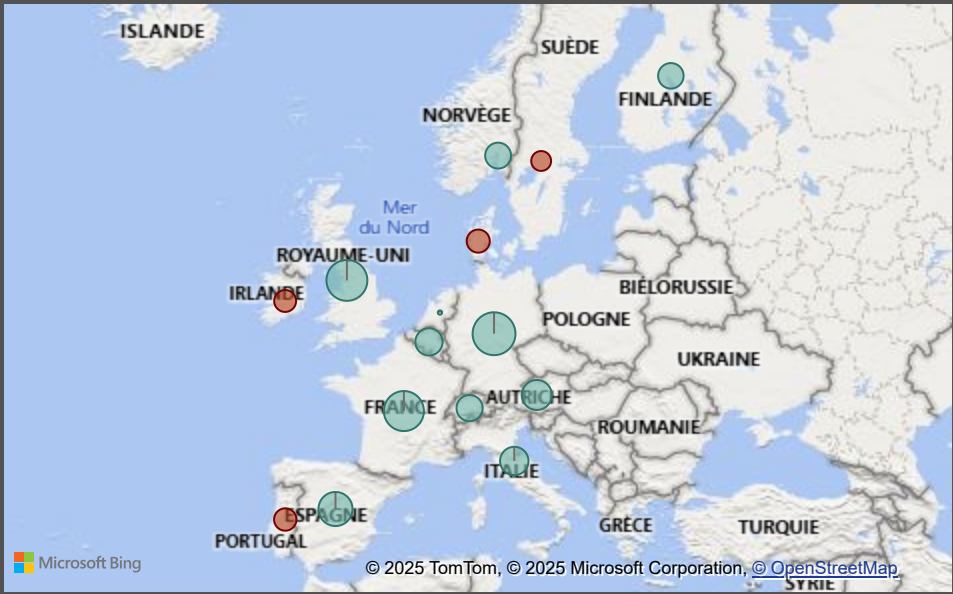 ISLANDE
SUÈDE
FINLANDE
NORVÈGE
Mer
du Nord
ROYAUME-UNI
IRLANDE
BIÉLORUSSIE
POLOGNE
UKRAINE
AUTRICHE
FRANCE
ROUMANIE
ITALIE
ESPAGNE
GRÈCE
TURQUIE
PORTUGAL
Microsoft Bing
© 2025 TomTom, © 2025 Microsoft Corporation, © OpenStreetMap
SYRIE